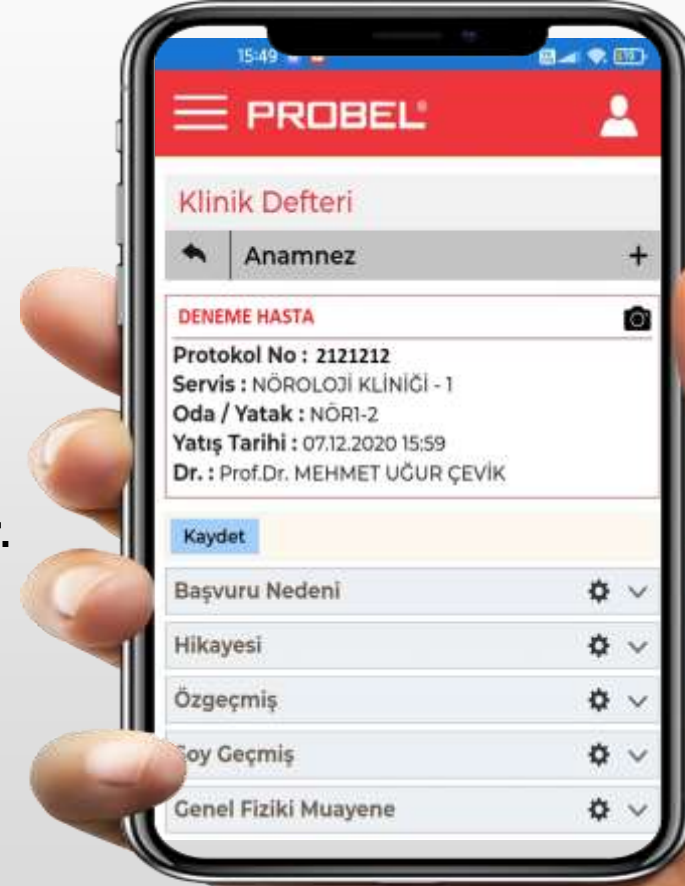 15:49
PROBEL
Klinik Defteri
Anamnez
DENEME HASTA
Protokol No : 2121212
Servis : NÖROLOJİ KLİNİĞİ - 1
Oda / Yatak : NÖR1-2
Yatış Tarihi : 07.12.2020 15:59
Dr. : Prof.Dr. MEHMET UĞUR ÇEVİK
Kaydet
Başvuru Nedeni
Hikayesi
Özgeçmiş
Soy Geçmiş
Genel Fiziki Muayene